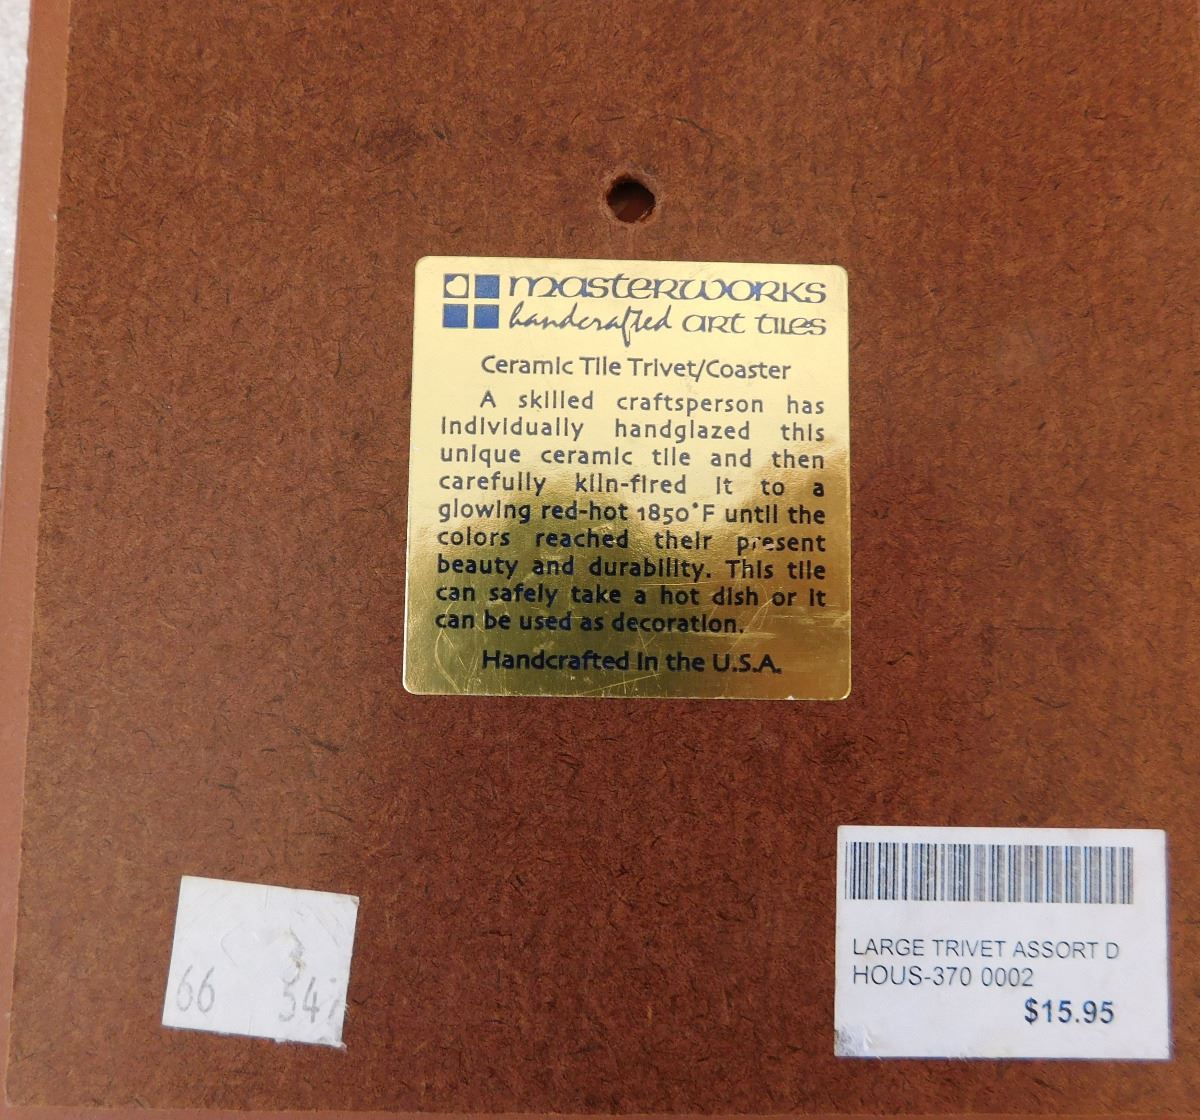 masterworks
handcrafted art tiles
Ceramic Tile Trivet/Coaster
A skilled craftsperson has
individually handglazed this
unique ceramic tile and then
carefully kiln-fired it to a
glowing red-hot 1850°F until the
colors reached their present
beauty and durability. This tile
can safely take a hot dish or it
can be used as decoration.
Handcrafted in the U.S.A.
66 347
LARGE TRIVET ASSORT D
HOUS-370 0002
$15.95